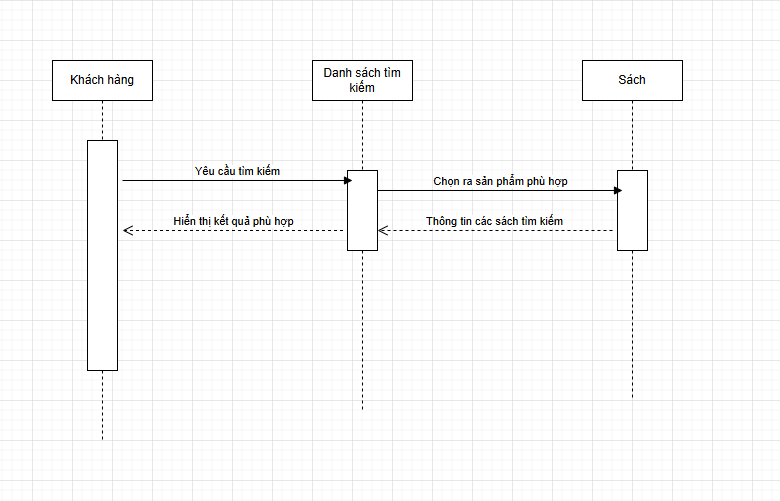 Khách hàng
Danh sách tìm
kiếm
Sách
Yêu cầu tìm kiếm
Chọn ra sản phẩm phù hợp
Hiển thị kết quả phù hợp
Thông tin các sách tìm kiếm